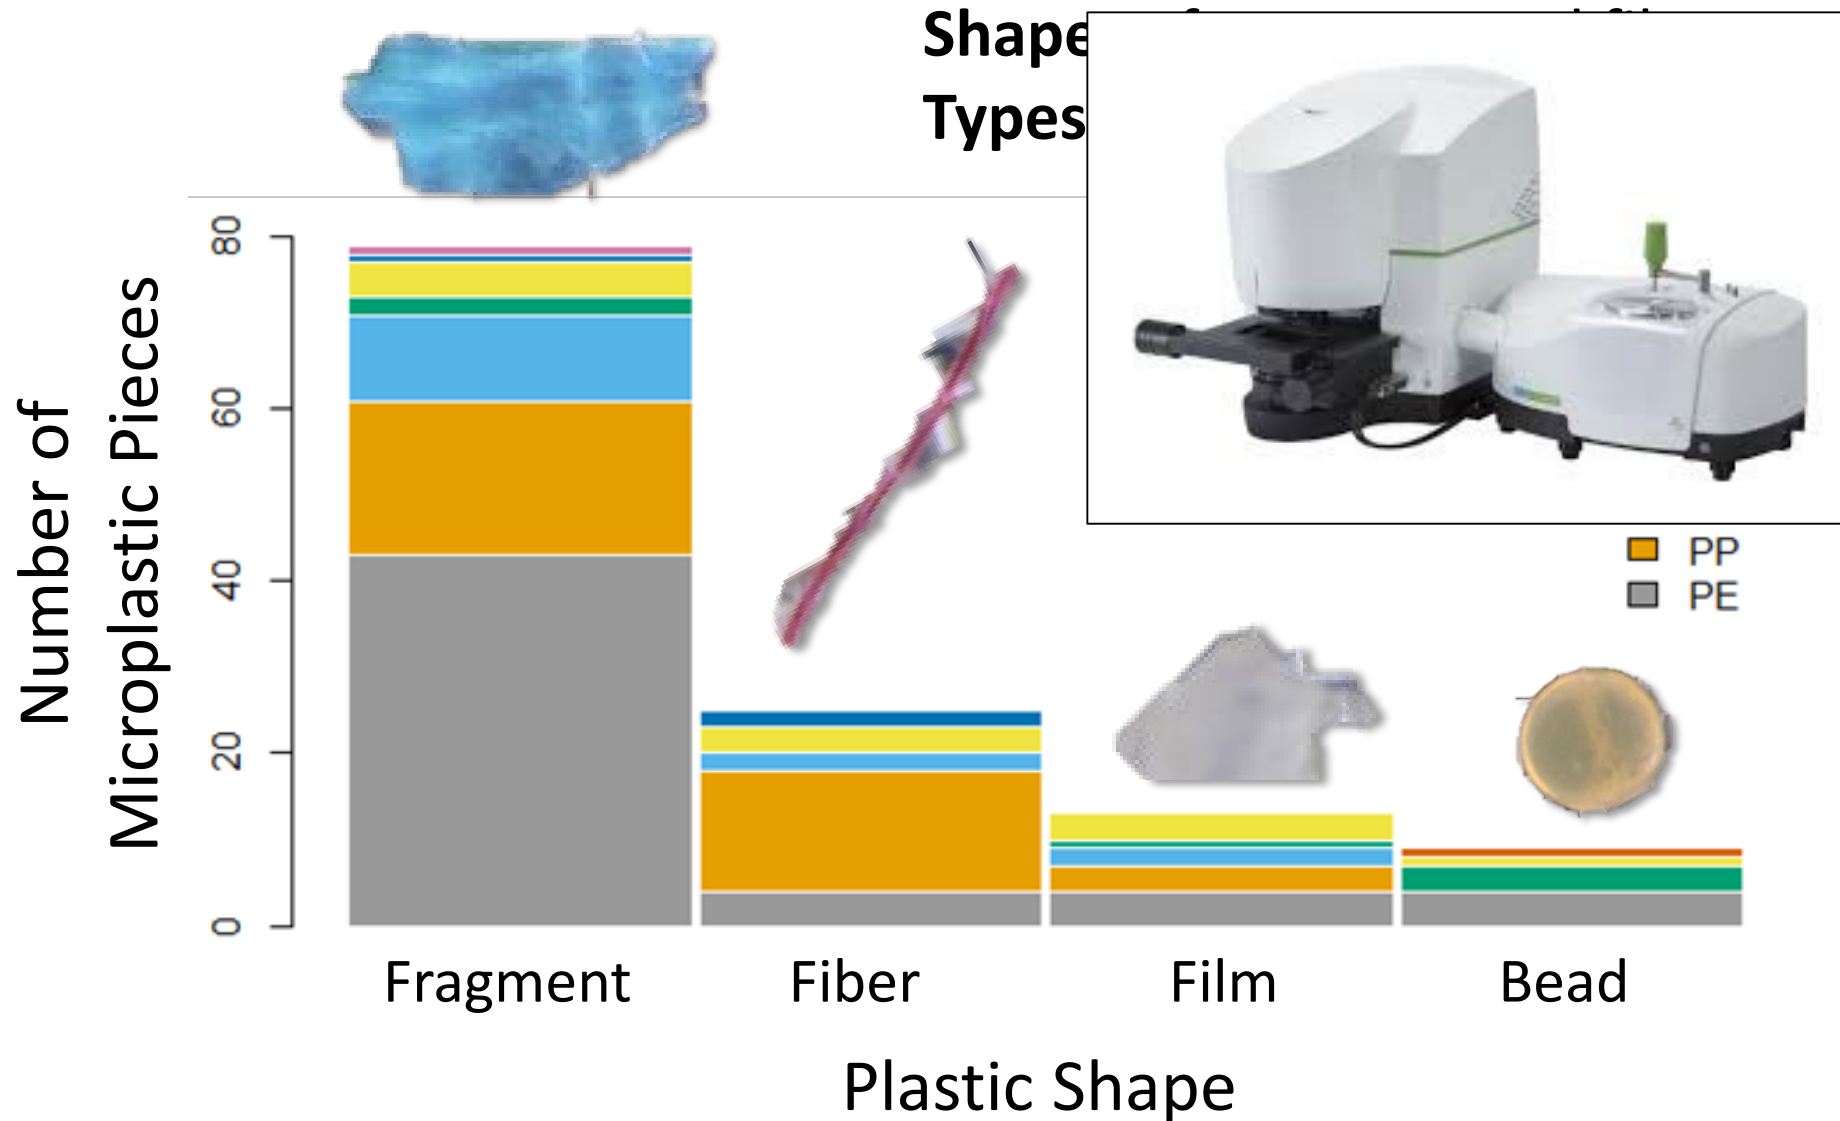 Shape
Types
Number of
Microplastic Pieces
80
60
40
20
0
PP
PE
Fragment
Fiber
Film
Bead
Plastic Shape